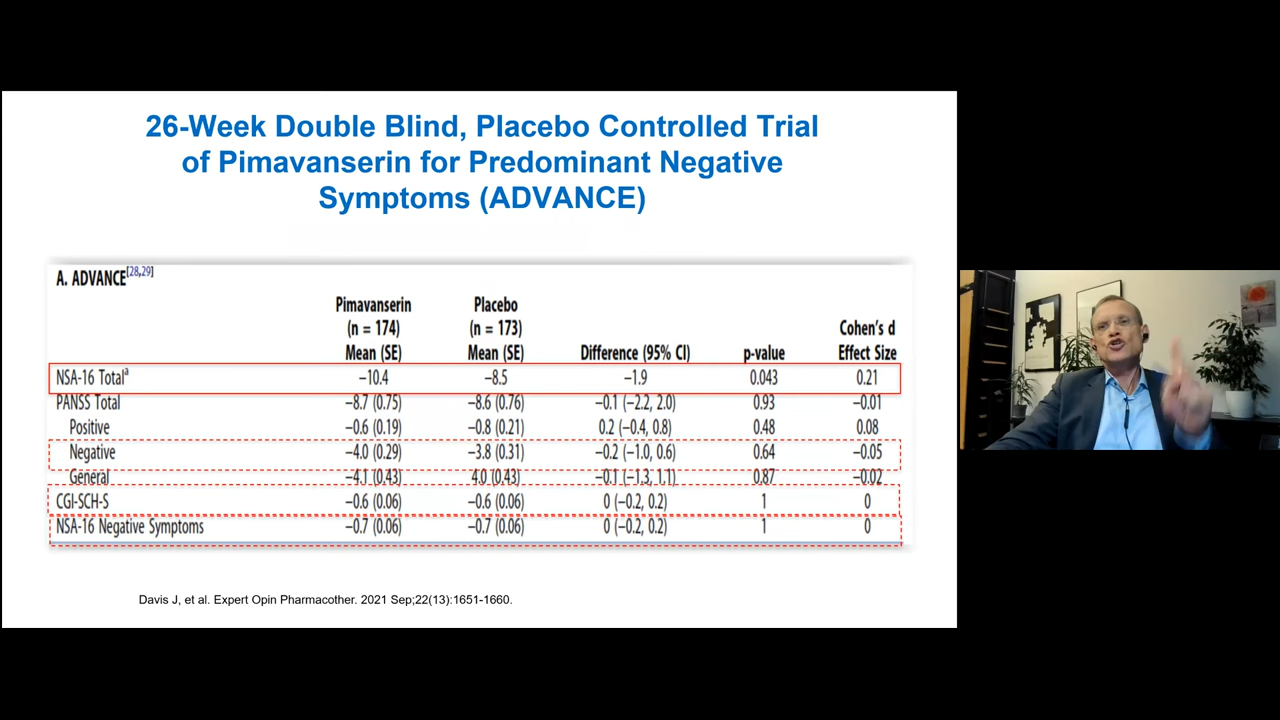 26-Week Double Blind, Placebo Controlled Trial
of Pimavanserin for Predominant Negative
Symptoms (ADVANCE)
A. ADVANCE[28,29]
Pimavanserin Placebo
(n = 174) (n = 173) Cohen's d
Mean (SE) Mean (SE) Difference (95% CI) p-value Effect Size
NSA-16 Totalª −10.4 −8.5 −1.9 0.043 0.21
PANSS Total −8.7 (0.75) −8.6 (0.76) −0.1 (−2.2, 2.0) 0.93 −0.01
Positive −0.6 (0.19) −0.8 (0.21) 0.2 (−0.4, 0.8) 0.48 0.08
Negative −4.0 (0.29) −3.8 (0.31) −0.2 (−1.0, 0.6) 0.64 −0.05
General −4.1 (0.43) 4.0 (0.43) −0.1 (−1.3, 1.1) 0.87 −0.02
CGI-SCH-S −0.6 (0.06) −0.6 (0.06) 0 (−0.2, 0.2) 1 0
NSA-16 Negative Symptoms −0.7 (0.06) −0.7 (0.06) 0 (−0.2, 0.2) 1 0
Davis J, et al. Expert Opin Pharmacother. 2021 Sep;22(13):1651-1660.